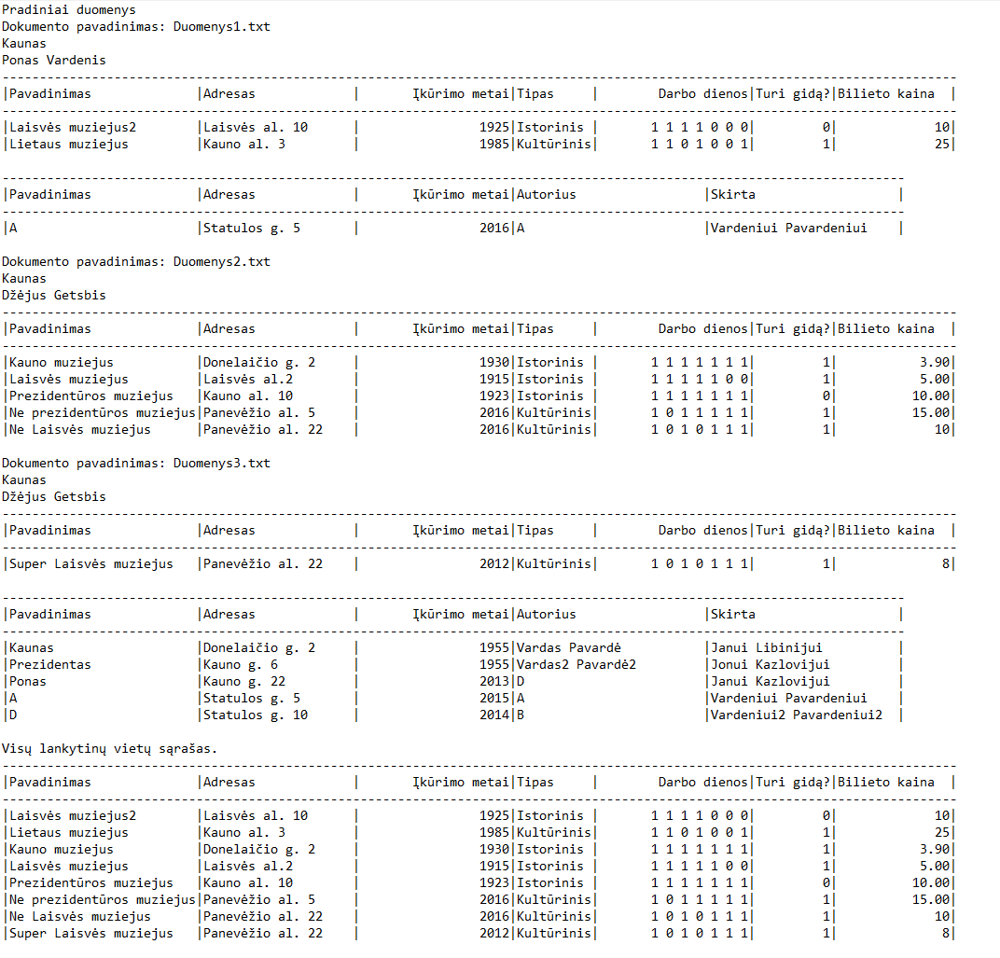 Pradiniai duomenys
Dokumento pavadinimas: Duomenys1.txt
Kaunas
Ponas Vardenis
--------------------------------------------------------------------------------------------------------------------------------
|Pavadinimas              |Adresas             |       Įkūrimo metai|Tipas     |        Darbo dienos|Turi gidą?|Bilieto kaina  |
--------------------------------------------------------------------------------------------------------------------------------
|Laisvės muziejus2        |Laisvės al. 10      |                1925|Istorinis |       1 1 1 1 0 0 0|         0|             10|
|Lietaus muziejus         |Kauno al. 3         |                1985|Kultūrinis|       1 1 0 1 0 0 1|         1|             25|

-------------------------------------------------------------------------------------------------------------------------
|Pavadinimas              |Adresas             |       Įkūrimo metai|Autorius                 |Skirta                   |
-------------------------------------------------------------------------------------------------------------------------
|A                        |Statulos g. 5       |                2016|A                        |Vardeniui Pavardeniui    |

Dokumento pavadinimas: Duomenys2.txt
Kaunas
Džėjus Getsbis
--------------------------------------------------------------------------------------------------------------------------------
|Pavadinimas              |Adresas             |       Įkūrimo metai|Tipas     |        Darbo dienos|Turi gidą?|Bilieto kaina  |
--------------------------------------------------------------------------------------------------------------------------------
|Kauno muziejus           |Donelaičio g. 2     |                1930|Istorinis |       1 1 1 1 1 1 1|         1|           3.90|
|Laisvės muziejus         |Laisvės al.2        |                1915|Istorinis |       1 1 1 1 1 0 0|         1|           5.00|
|Prezidentūros muziejus   |Kauno al. 10        |                1923|Istorinis |       1 1 1 1 1 1 1|         0|          10.00|
|Ne prezidentūros muziejus|Panevėžio al. 5     |                2016|Kultūrinis|       1 0 1 1 1 1 1|         1|          15.00|
|Ne Laisvės muziejus      |Panevėžio al. 22    |                2016|Kultūrinis|       1 0 1 0 1 1 1|         1|             10|

Dokumento pavadinimas: Duomenys3.txt
Kaunas
Džėjus Getsbis
--------------------------------------------------------------------------------------------------------------------------------
|Pavadinimas              |Adresas             |       Įkūrimo metai|Tipas     |        Darbo dienos|Turi gidą?|Bilieto kaina  |
--------------------------------------------------------------------------------------------------------------------------------
|Super Laisvės muziejus   |Panevėžio al. 22    |                2012|Kultūrinis|       1 0 1 0 1 1 1|         1|              8|

-------------------------------------------------------------------------------------------------------------------------
|Pavadinimas              |Adresas             |       Įkūrimo metai|Autorius                 |Skirta                   |
-------------------------------------------------------------------------------------------------------------------------
|Kaunas                   |Donelaičio g. 2     |                1955|Vardas Pavardė           |Janui Libinijui          |
|Prezidentas              |Kauno g. 6          |                1955|Vardas2 Pavardė2         |Jonui Kazlovijui         |
|Ponas                    |Kauno g. 22         |                2013|D                        |Janui Kazlovijui         |
|A                        |Statulos g. 5       |                2015|A                        |Vardeniui Pavardeniui    |
|D                        |Statulos g. 10      |                2014|B                        |Vardeniui2 Pavardeniui2  |

Visų lankytinų vietų sąrašas.
--------------------------------------------------------------------------------------------------------------------------------
|Pavadinimas              |Adresas             |       Įkūrimo metai|Tipas     |        Darbo dienos|Turi gidą?|Bilieto kaina  |
--------------------------------------------------------------------------------------------------------------------------------
|Laisvės muziejus2        |Laisvės al. 10      |                1925|Istorinis |       1 1 1 1 0 0 0|         0|             10|
|Lietaus muziejus         |Kauno al. 3         |                1985|Kultūrinis|       1 1 0 1 0 0 1|         1|             25|
|Kauno muziejus           |Donelaičio g. 2     |                1930|Istorinis |       1 1 1 1 1 1 1|         1|           3.90|
|Laisvės muziejus         |Laisvės al.2        |                1915|Istorinis |       1 1 1 1 1 0 0|         1|           5.00|
|Prezidentūros muziejus   |Kauno al. 10        |                1923|Istorinis |       1 1 1 1 1 1 1|         0|          10.00|
|Ne prezidentūros muziejus|Panevėžio al. 5     |                2016|Kultūrinis|       1 0 1 1 1 1 1|         1|          15.00|
|Ne Laisvės muziejus      |Panevėžio al. 22    |                2016|Kultūrinis|       1 0 1 0 1 1 1|         1|             10|
|Super Laisvės muziejus   |Panevėžio al. 22    |                2012|Kultūrinis|       1 0 1 0 1 1 1|         1|              8|